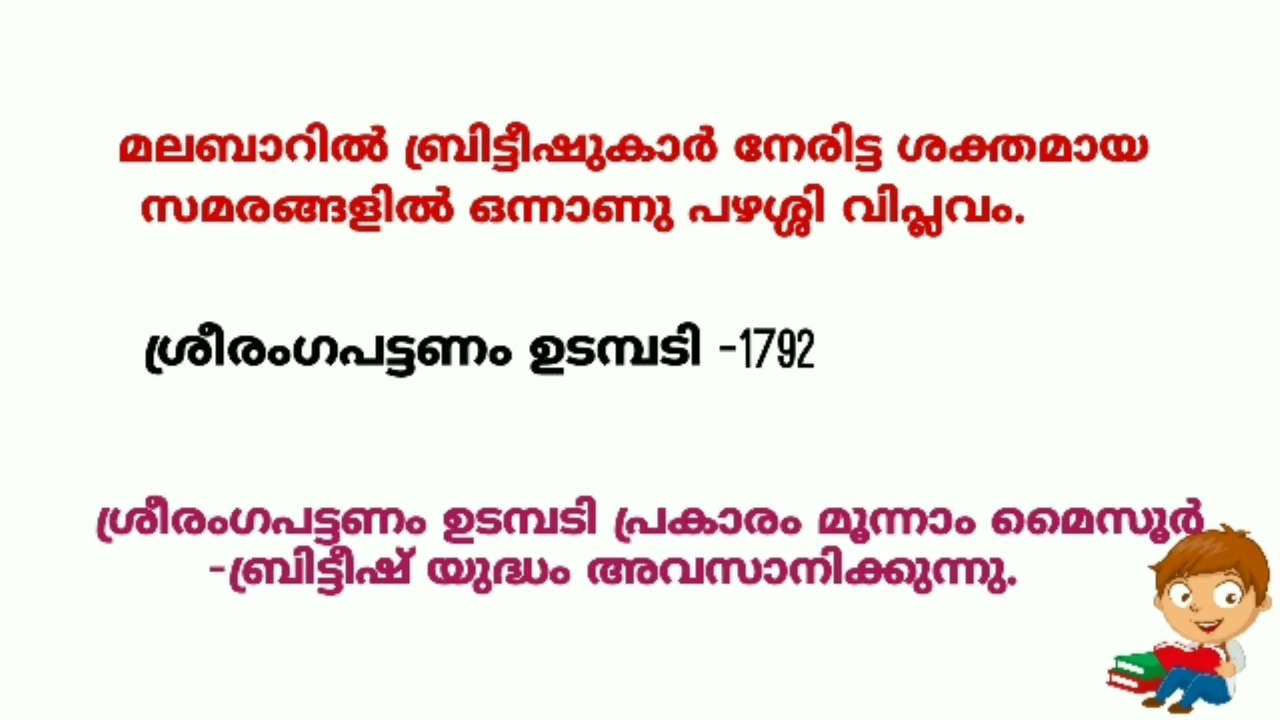 മലബാറിൽ ബ്രിട്ടീഷുകാർ നേരിട്ട ശക്തമായ
സമരങ്ങളിൽ ഒന്നാണു പഴശ്ശി വിപ്ലവം.
ശ്രീരംഗപട്ടണം ഉടമ്പടി -1792
ശ്രീരംഗപട്ടണം ഉടമ്പടി പ്രകാരം മൂന്നാം മൈസൂർ
-ബ്രിട്ടീഷ് യുദ്ധം അവസാനിക്കുന്നു.